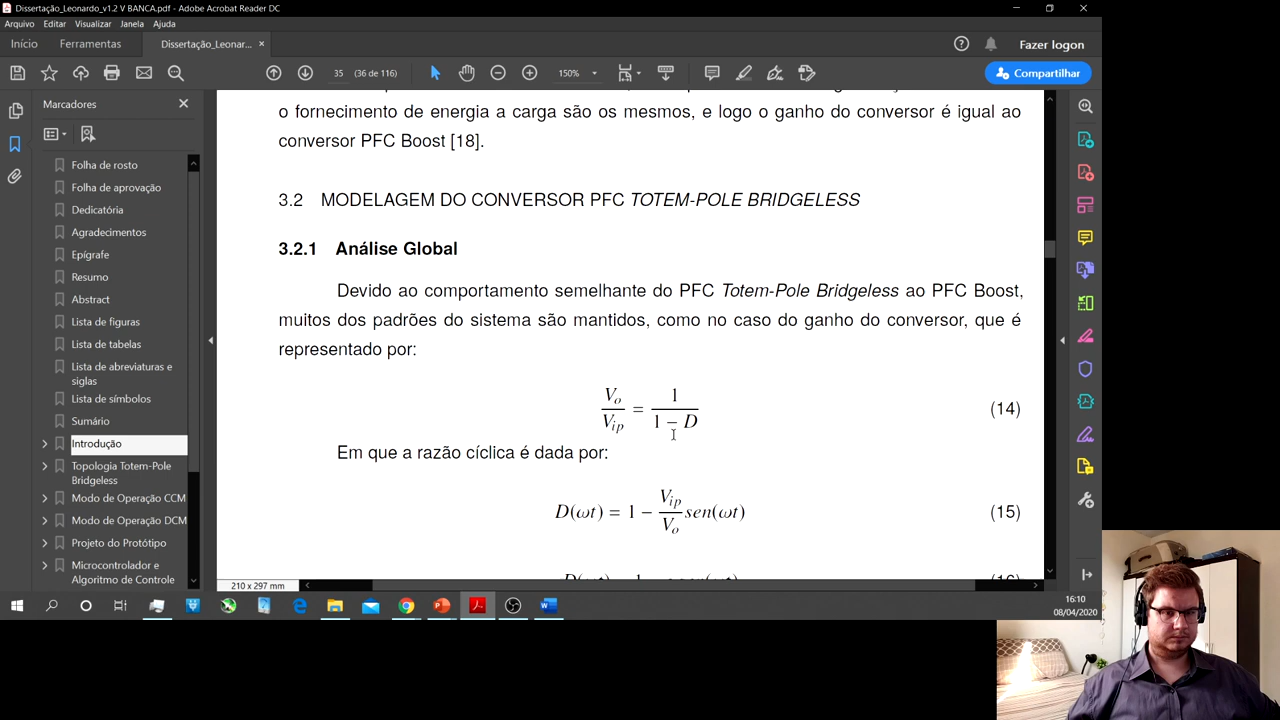 Dissertação_Leonardo_v1.2 V BANCA.pdf - Adobe Acrobat Reader DC
Arquivo Editar Visualizar Janela Ajuda
Início Ferramentas Dissertação_Leonar... × Fazer logon
35 (36 de 116) 150% Compartilhar
Marcadores
Folha de rosto
Folha de aprovação
Dedicatória
Agradecimentos
Epígrafe
Resumo
Abstract
Lista de figuras
Lista de tabelas
Lista de abreviaturas e
siglas
Lista de símbolos
Sumário
Introdução
Topologia Totem-Pole
Bridgeless
Modo de Operação CCM
Modo de Operação DCM
Projeto do Protótipo
Microcontrolador e
Algoritmo de Controle
o fornecimento de energia a carga são os mesmos, e logo o ganho do conversor é igual ao
conversor PFC Boost [18].
3.2 MODELAGEM DO CONVERSOR PFC TOTEM-POLE BRIDGELESS
3.2.1 Análise Global
Devido ao comportamento semelhante do PFC Totem-Pole Bridgeless ao PFC Boost,
muitos dos padrões do sistema são mantidos, como no caso do ganho do conversor, que é
representado por:
V_o/V_ip = 1/(1 − D) (14)
Em que a razão cíclica é dada por:
D(ωt) = 1 − V_ip/V_o sen(ωt) (15)
210 x 297 mm
16:10
08/04/2020